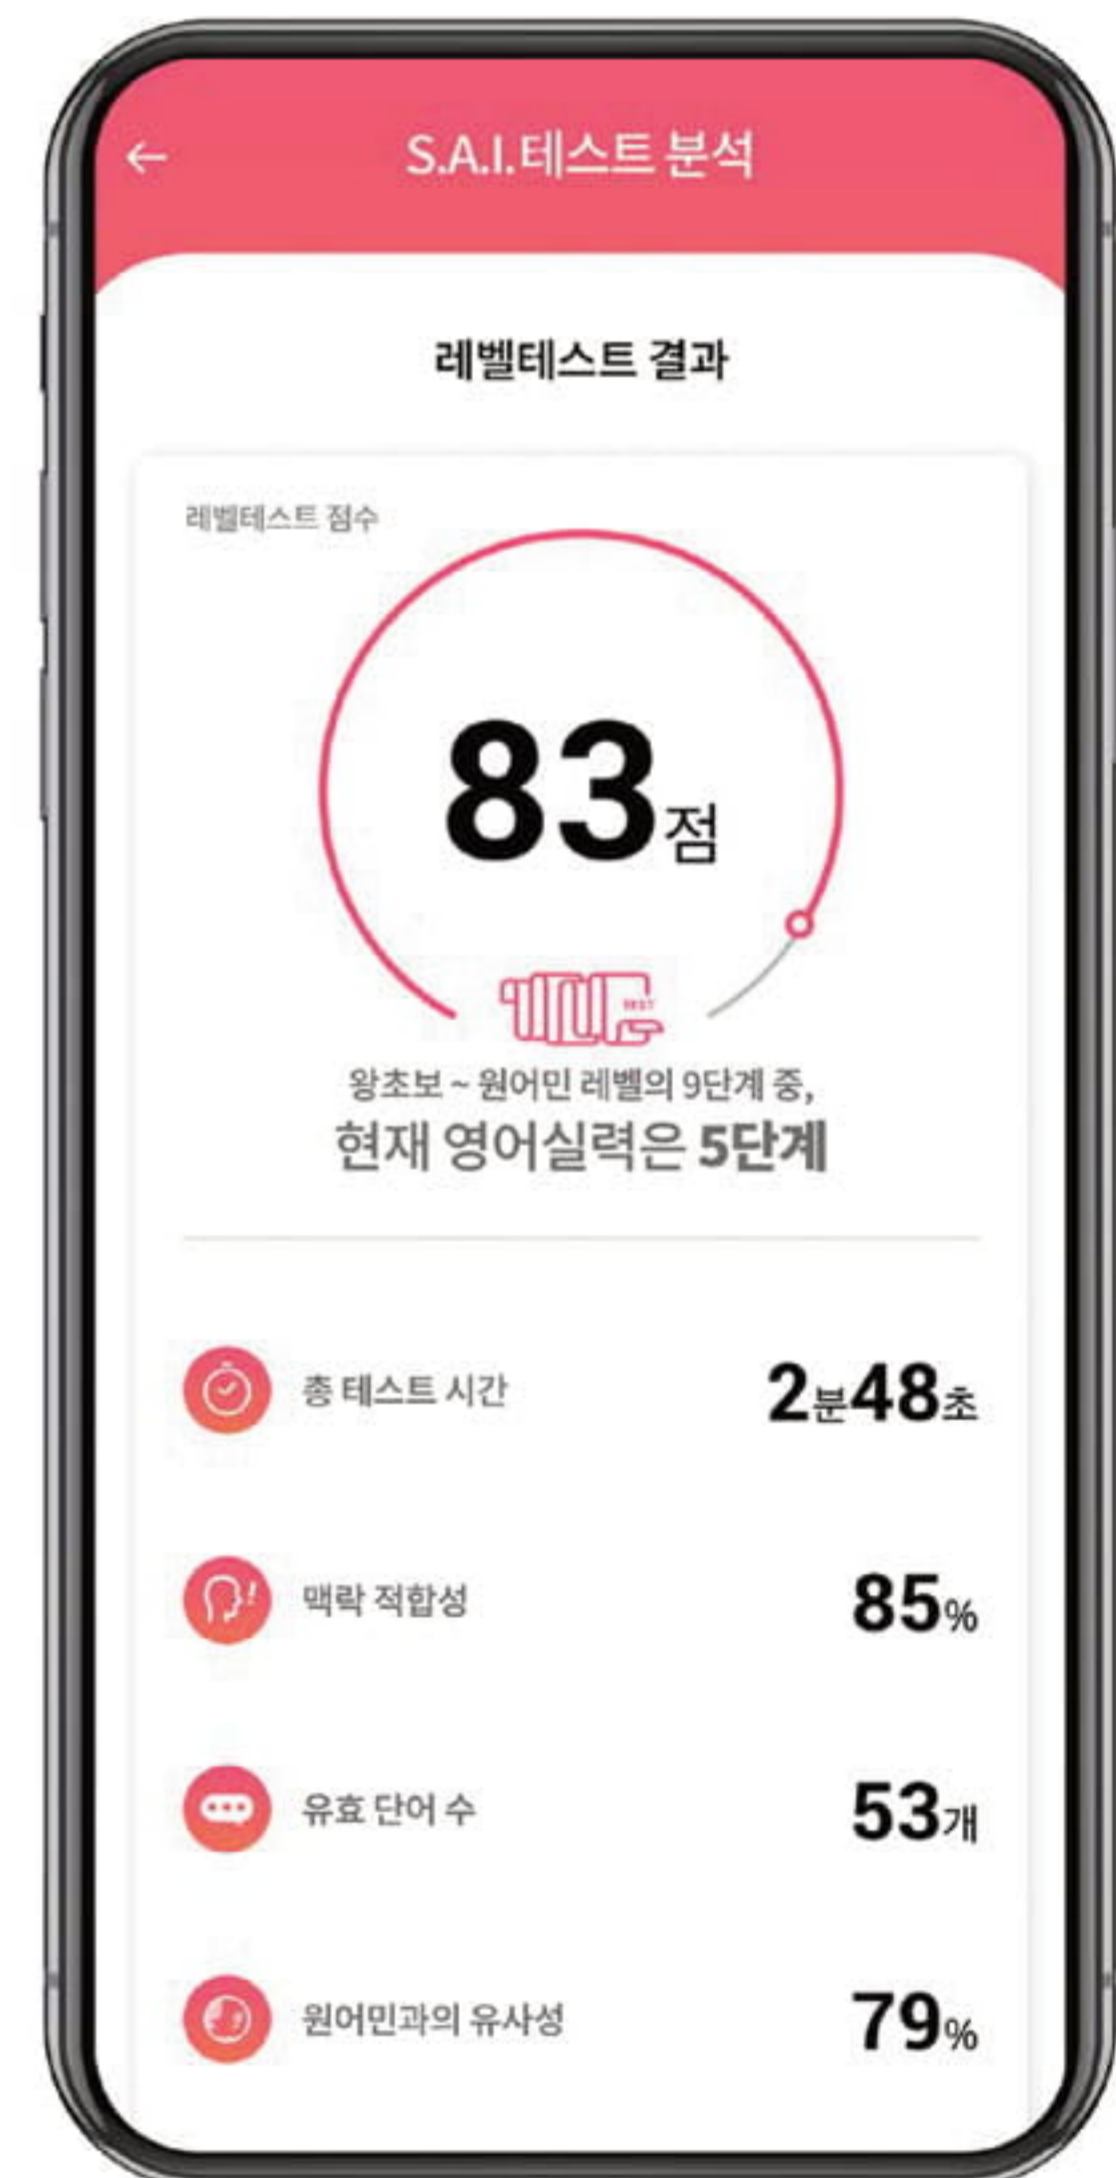 S.A.I.테스트 분석
레벨테스트 결과
레벨테스트 점수
83점
왕초보 ~ 원어민 레벨의 9단계 중,
현재 영어실력은 5단계
총 테스트 시간 2분48초
맥락 적합성 85%
유효 단어 수 53개
원어민과의 유사성 79%